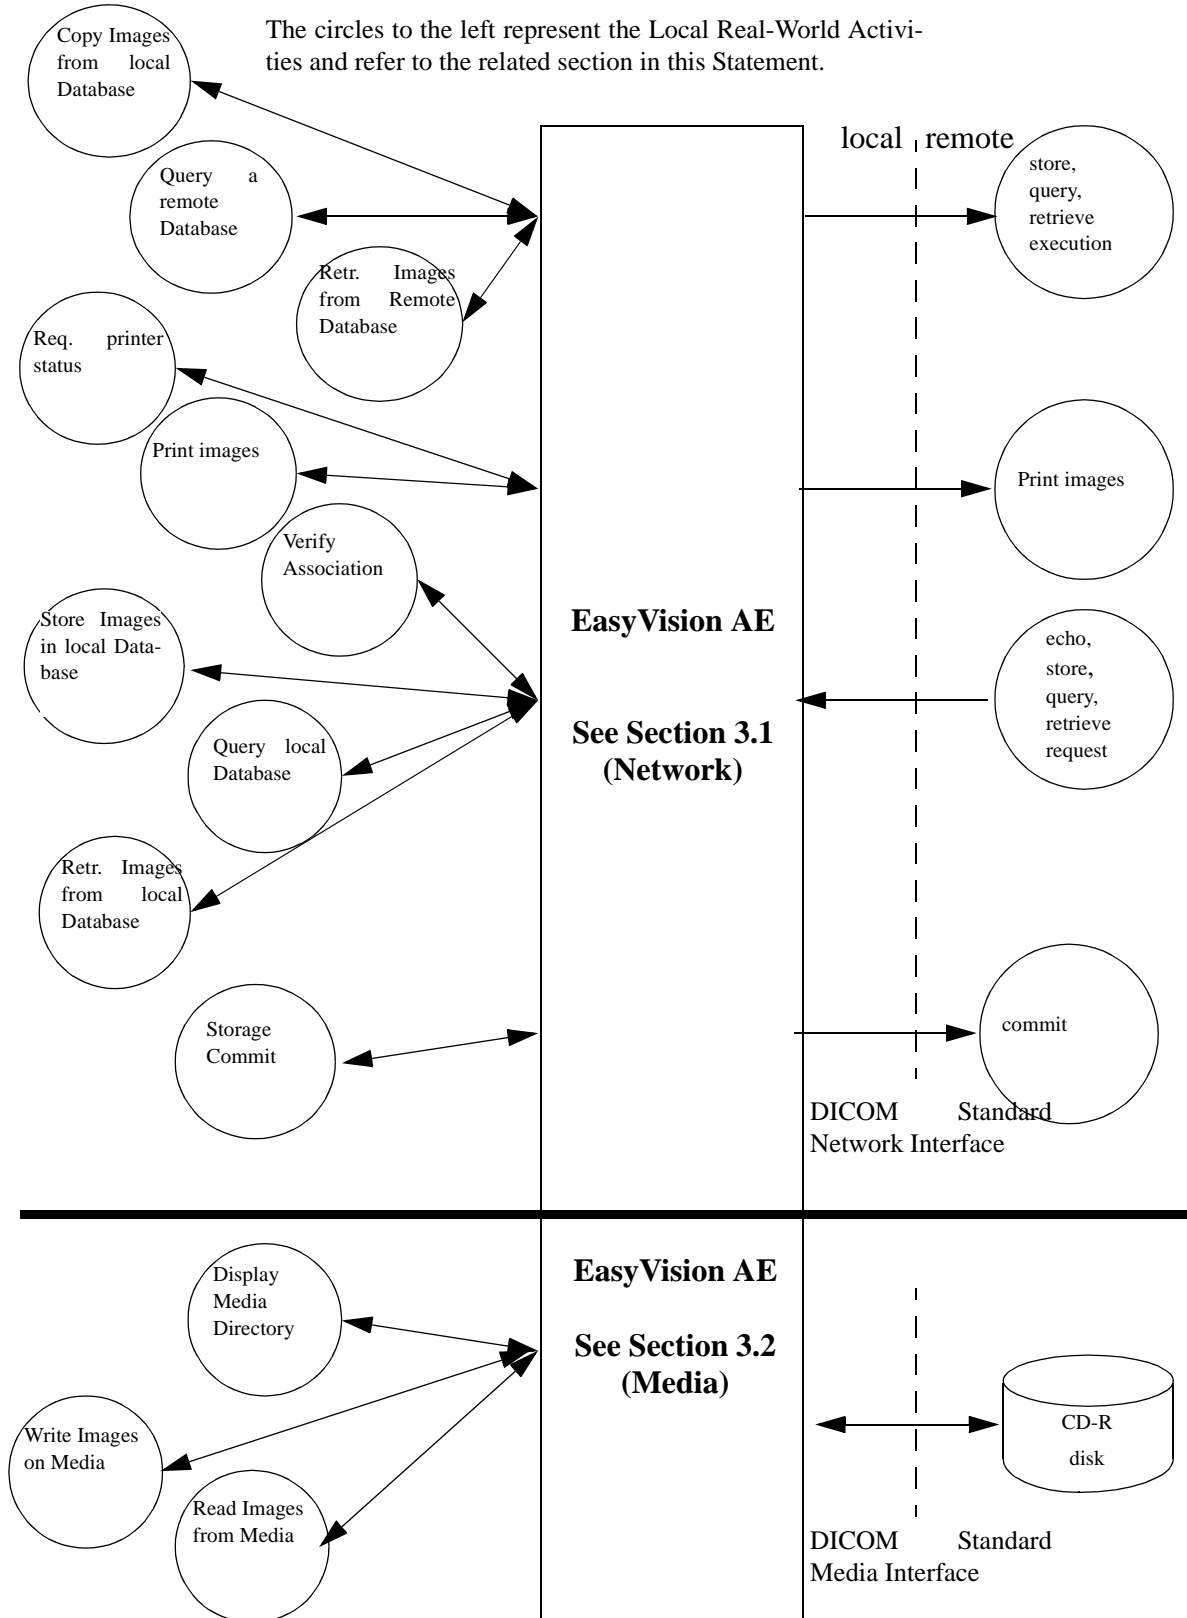 The circles to the left represent the Local Real-World Activi-
ties and refer to the related section in this Statement.
Copy Images
from local
Database
Query a
remote
Database
Retr. Images
from Remote
Database
Req. printer
status
Print images
Verify
Association
Store Images
in local Data-
base
Query local
Database
Retr. Images
from local
Database
Storage
Commit
EasyVision AE
See Section 3.1
(Network)
local remote
store,
query,
retrieve
execution
Print images
echo,
store,
query,
retrieve
request
commit
DICOM Standard
Network Interface
Display
Media
Directory
Write Images
on Media
Read Images
from Media
EasyVision AE
See Section 3.2
(Media)
CD-R
disk
DICOM Standard
Media Interface